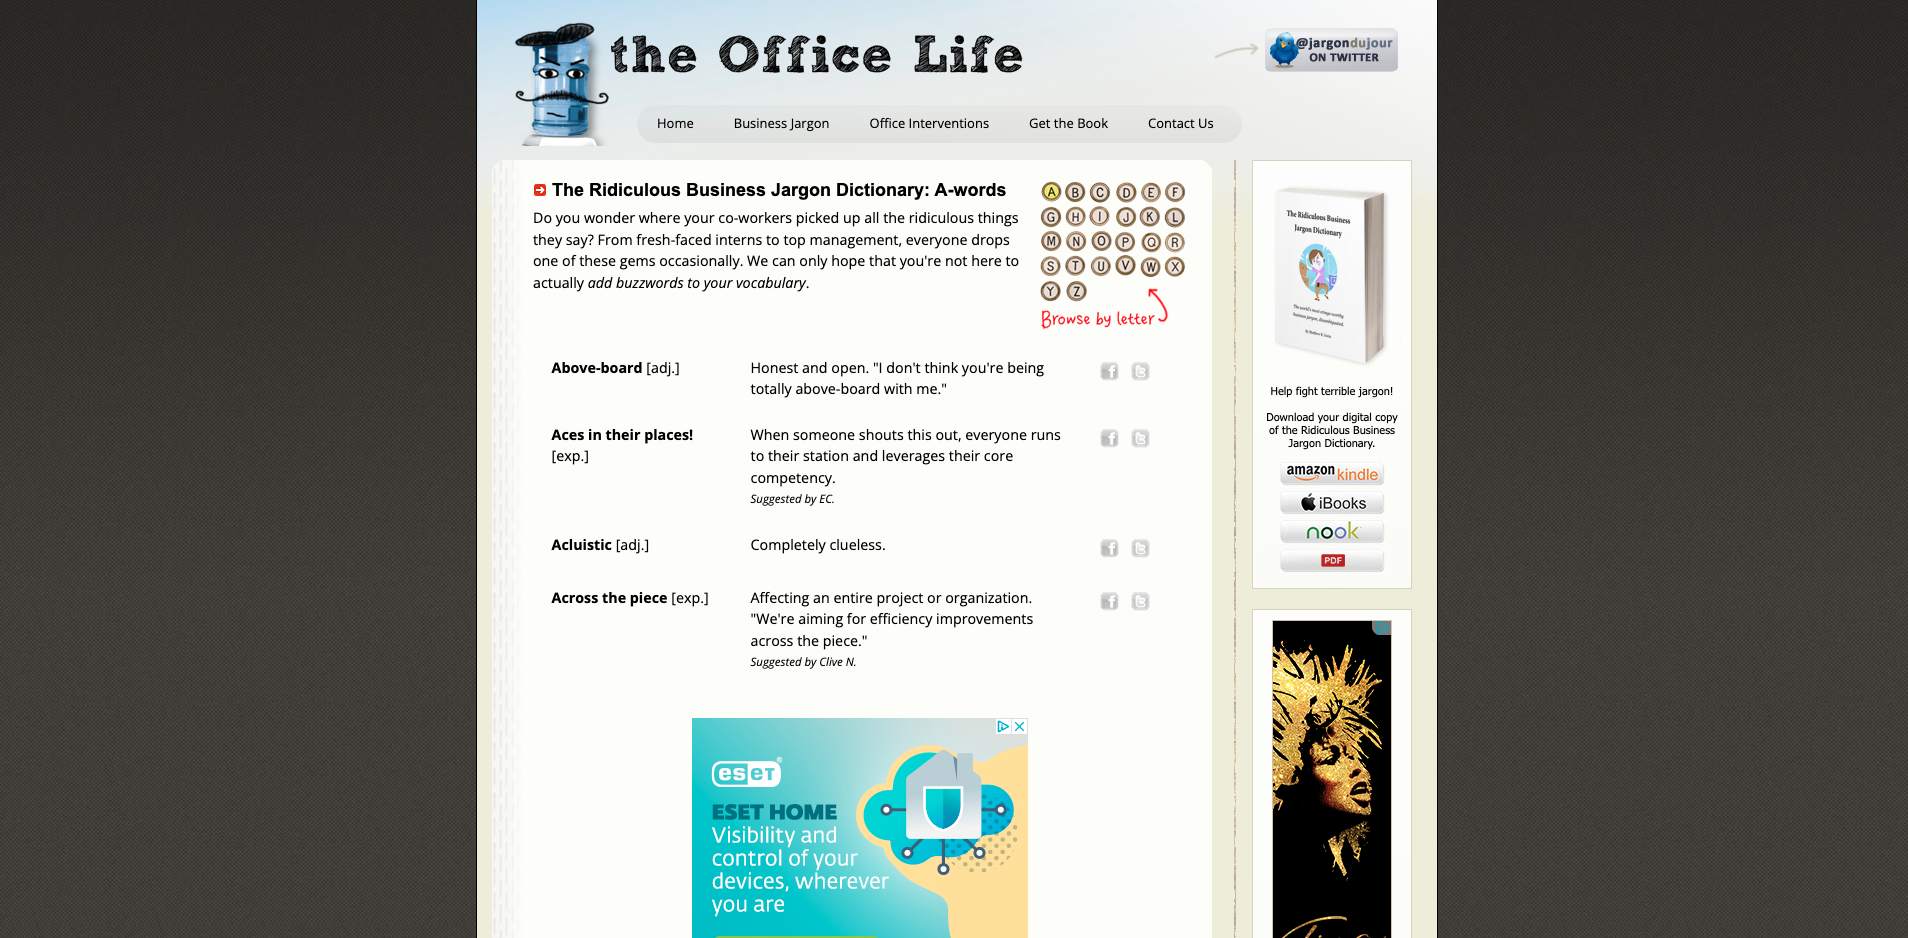 the Office Life
@jargondujour
ON TWITTER
Home
Business Jargon
Office Interventions
Get the Book
Contact Us
The Ridiculous Business Jargon Dictionary: A-words
Do you wonder where your co-workers picked up all the ridiculous things
they say? From fresh-faced interns to top management, everyone drops
one of these gems occasionally. We can only hope that you're not here to
actually add buzzwords to your vocabulary.
A B C D E F
G H I J K L
M N O P Q R
S T U V W X
Y Z
Browse by letter
Above-board [adj.]
Honest and open. "I don't think you're being
totally above-board with me."
Aces in their places!
[exp.]
When someone shouts this out, everyone runs
to their station and leverages their core
competency.
Suggested by EC.
Acluistic [adj.]
Completely clueless.
Across the piece [exp.]
Affecting an entire project or organization.
"We're aiming for efficiency improvements
across the piece."
Suggested by Clive N.
eset
ESET HOME
Visibility and
control of your
devices, wherever
you are
The Ridiculous Business
Jargon Dictionary
The world's most cringe-worthy
business jargon, disambiguated.
Help fight terrible jargon!
Download your digital copy
of the Ridiculous Business
Jargon Dictionary.
amazon kindle
iBooks
nook
PDF